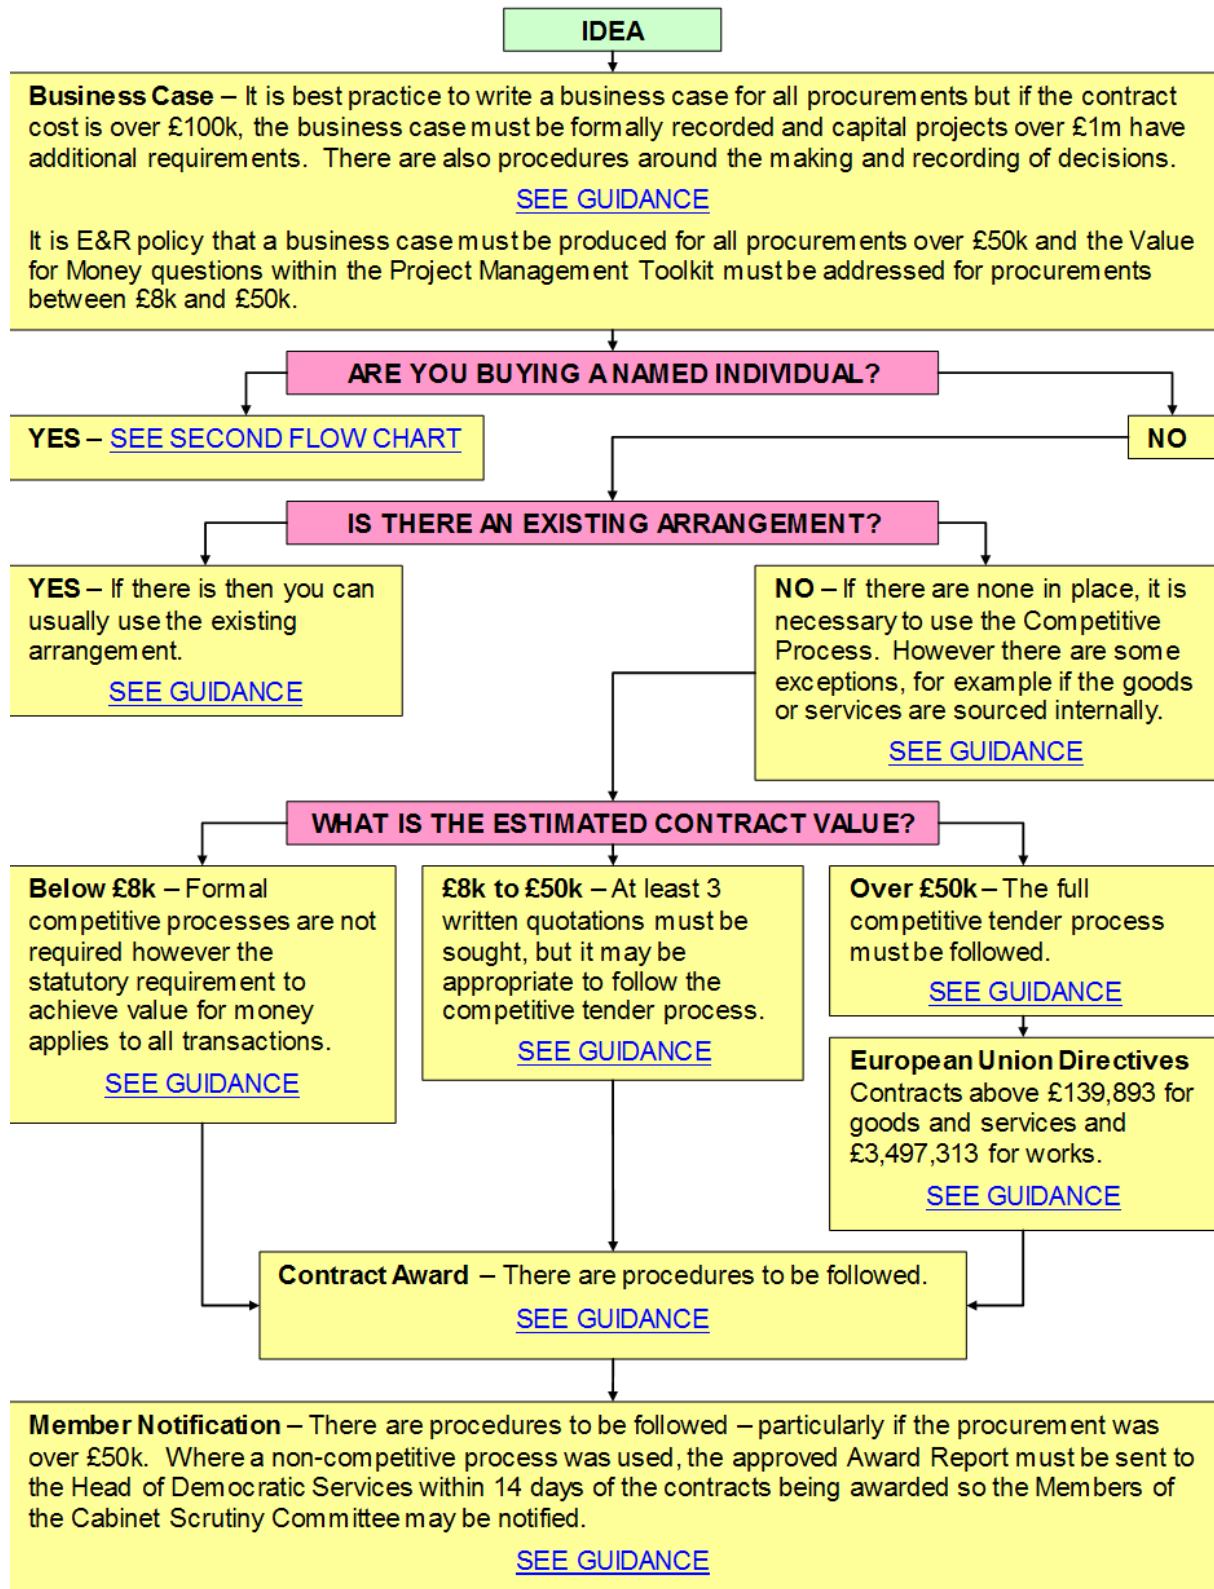 IDEA
Business Case – It is best practice to write a business case for all procurements but if the contract
cost is over £100k, the business case must be formally recorded and capital projects over £1m have
additional requirements. There are also procedures around the making and recording of decisions.
SEE GUIDANCE
It is E&R policy that a business case must be produced for all procurements over £50k and the Value
for Money questions within the Project Management Toolkit must be addressed for procurements
between £8k and £50k.
ARE YOU BUYING A NAMED INDIVIDUAL?
YES – SEE SECOND FLOW CHART
NO
IS THERE AN EXISTING ARRANGEMENT?
YES – If there is then you can
usually use the existing
arrangement.
SEE GUIDANCE
NO – If there are none in place, it is
necessary to use the Competitive
Process. However there are some
exceptions, for example if the goods
or services are sourced internally.
SEE GUIDANCE
WHAT IS THE ESTIMATED CONTRACT VALUE?
Below £8k – Formal
competitive processes are not
required however the
statutory requirement to
achieve value for money
applies to all transactions.
SEE GUIDANCE
£8k to £50k – At least 3
written quotations must be
sought, but it may be
appropriate to follow the
competitive tender process.
SEE GUIDANCE
Over £50k – The full
competitive tender process
must be followed.
SEE GUIDANCE
European Union Directives
Contracts above £139,893 for
goods and services and
£3,497,313 for works.
SEE GUIDANCE
Contract Award – There are procedures to be followed.
SEE GUIDANCE
Member Notification – There are procedures to be followed – particularly if the procurement was
over £50k. Where a non-competitive process was used, the approved Award Report must be sent to
the Head of Democratic Services within 14 days of the contracts being awarded so the Members of
the Cabinet Scrutiny Committee may be notified.
SEE GUIDANCE